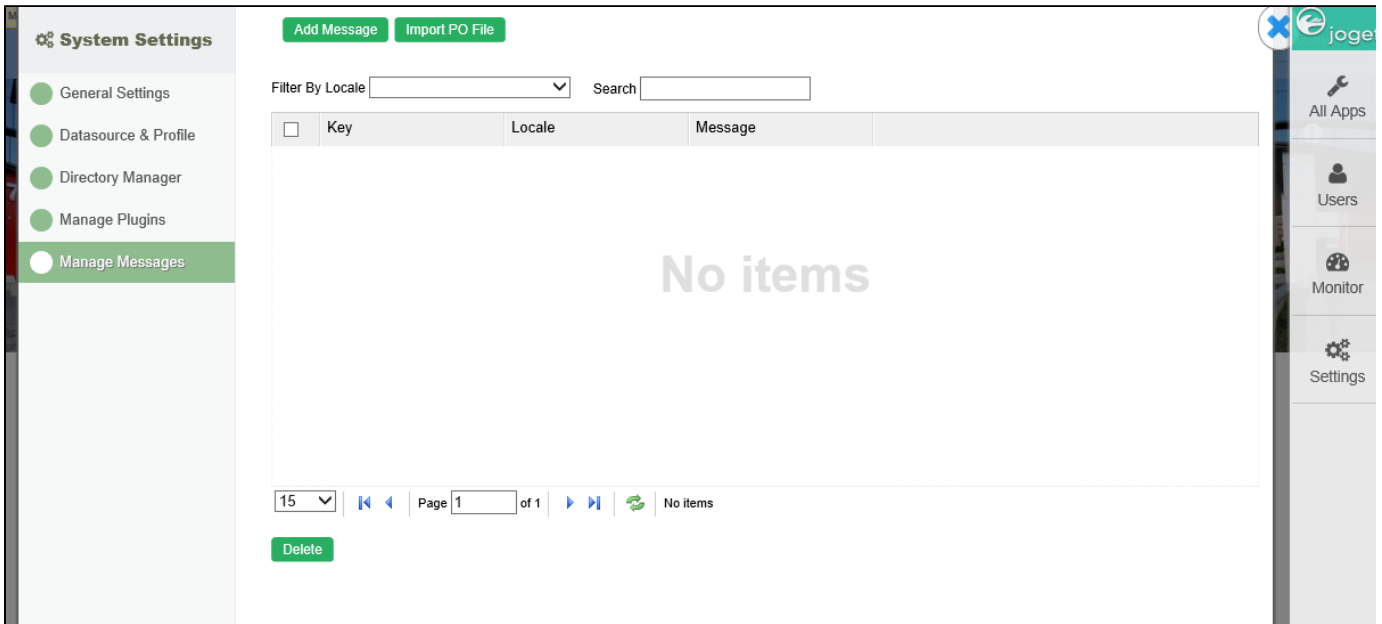 System Settings
General Settings
Datasource & Profile
Directory Manager
Manage Plugins
Manage Messages
Add Message Import PO File
Filter By Locale Search
Key Locale Message
No items
15 Page 1 of 1 No items
Delete
joget
All Apps
Users
Monitor
Settings